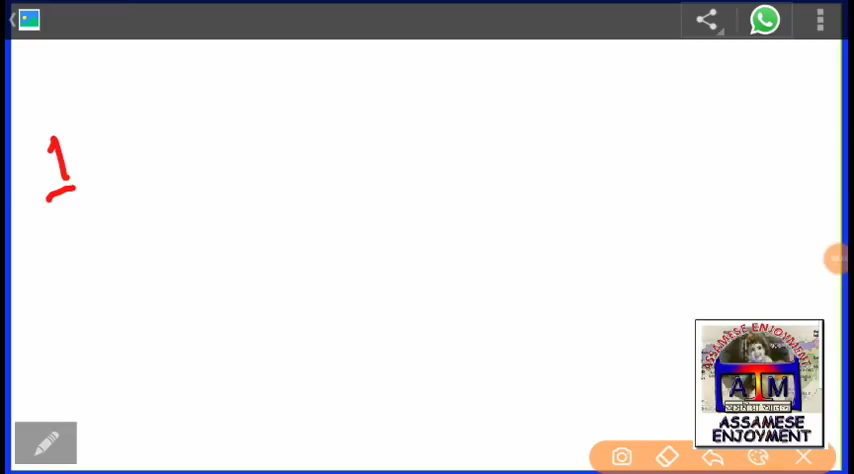 1
ASSAMESE ENJOYMENT
A I M
ASSAMESE
ENJOYMENT